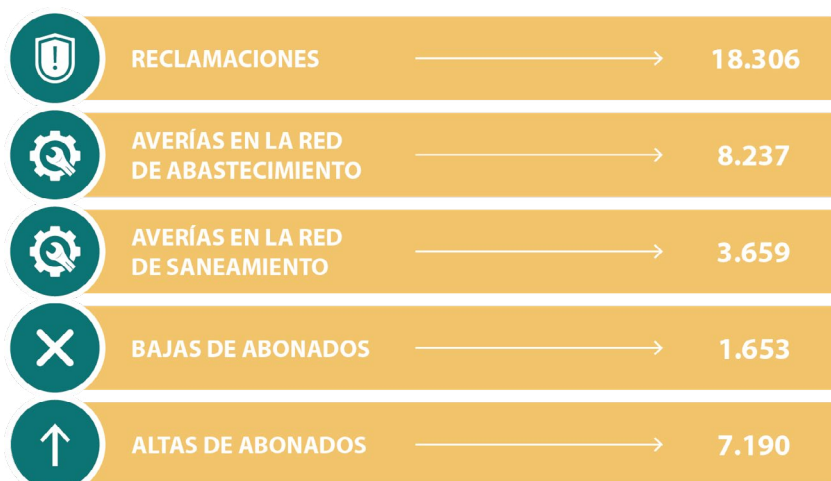 RECLAMACIONES 18.306
AVERÍAS EN LA RED
DE ABASTECIMIENTO 8.237
AVERÍAS EN LA RED
DE SANEAMIENTO 3.659
BAJAS DE ABONADOS 1.653
ALTAS DE ABONADOS 7.190